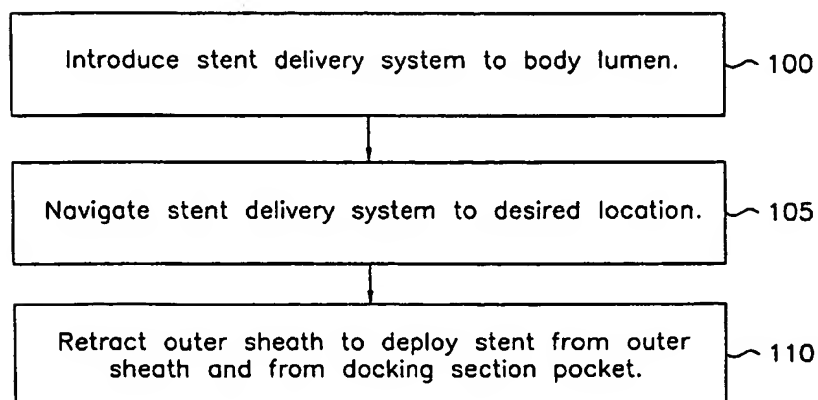 Introduce stent delivery system to body lumen.
100
Navigate stent delivery system to desired location.
105
Retract outer sheath to deploy stent from outer
sheath and from docking section pocket.
110